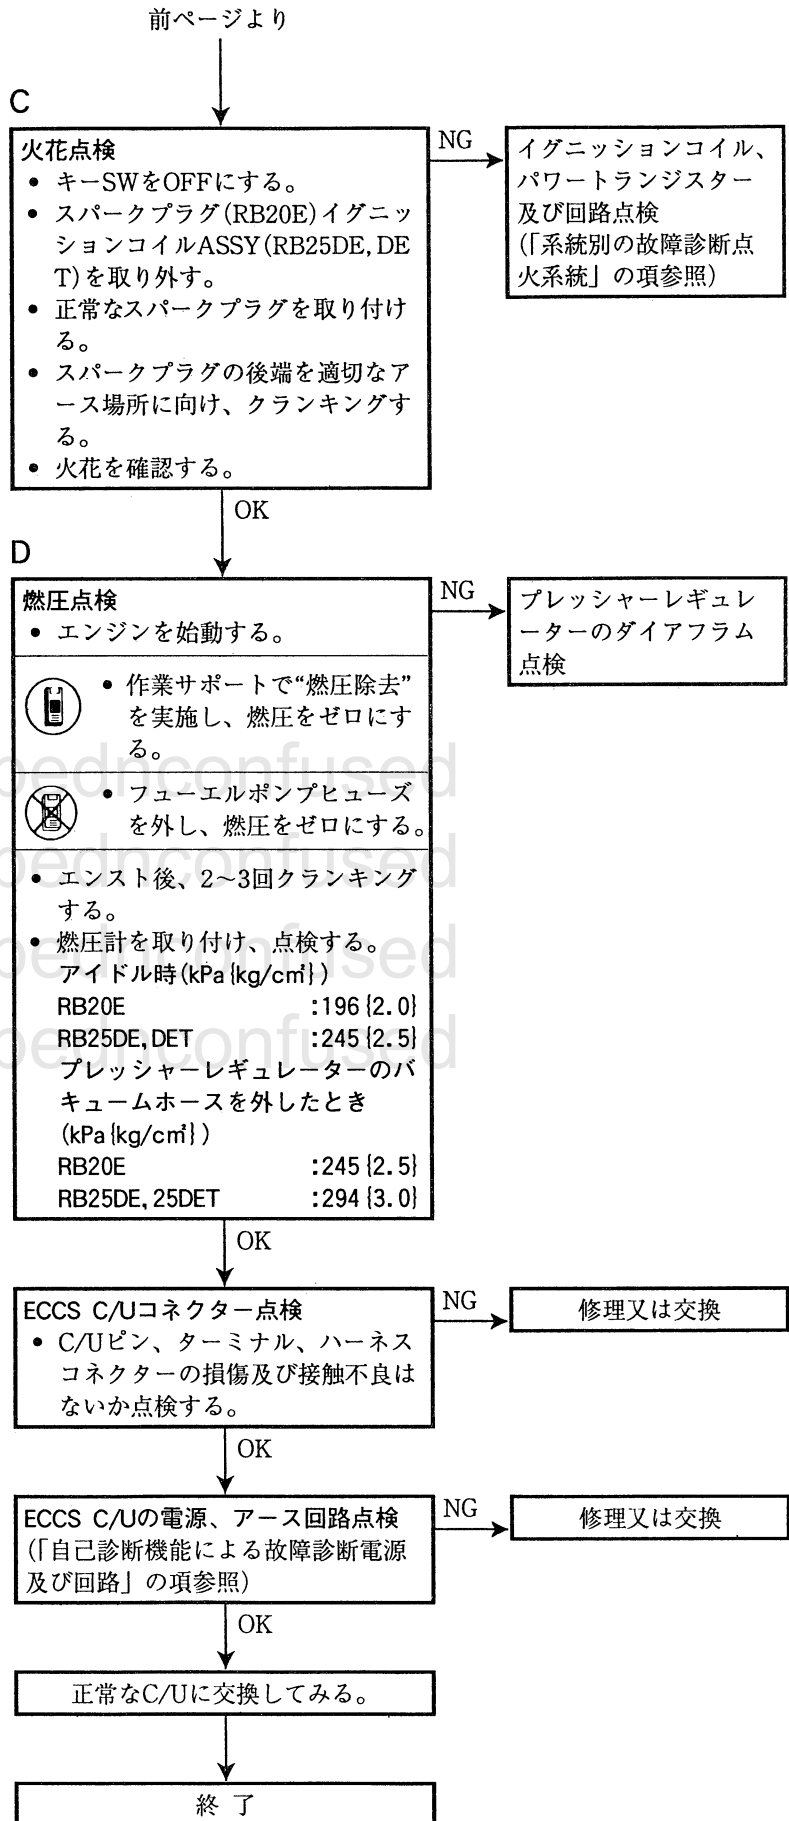 前ページより
C
火花点検
• キーSWをOFFにする。
• スパークプラグ(RB20E)イグニッ
ションコイルASSY(RB25DE,DE
T)を取り外す。
• 正常なスパークプラグを取り付け
る。
• スパークプラグの後端を適切なア
ース場所に向け、クランキングす
る。
• 火花を確認する。
NG
イグニッションコイル、
パワートランジスター
及び回路点検
(「系統別の故障診断点
火系統」の項参照)
OK
D
燃圧点検
• エンジンを始動する。
NG
プレッシャーレギュレ
ーターのダイアフラム
点検
• 作業サポートで“燃圧除去”
を実施し、燃圧をゼロにす
る。
• フューエルポンプヒューズ
を外し、燃圧をゼロにする。
• エンスト後、2～3回クランキング
する。
• 燃圧計を取り付け、点検する。
アイドル時(kPa{kg/c㎡})
RB20E :196{2.0}
RB25DE,DET :245{2.5}
プレッシャーレギュレーターのバ
キュームホースを外したとき
(kPa{kg/c㎡})
RB20E :245{2.5}
RB25DE,25DET :294{3.0}
pednconfused
pednconfused
pednconfused
pednconfused
OK
ECCS C/Uコネクター点検
• C/Uピン、ターミナル、ハーネス
コネクターの損傷及び接触不良は
ないか点検する。
NG
修理又は交換
OK
ECCS C/Uの電源、アース回路点検
(「自己診断機能による故障診断電源
及び回路」の項参照)
NG
修理又は交換
OK
正常なC/Uに交換してみる。
終 了